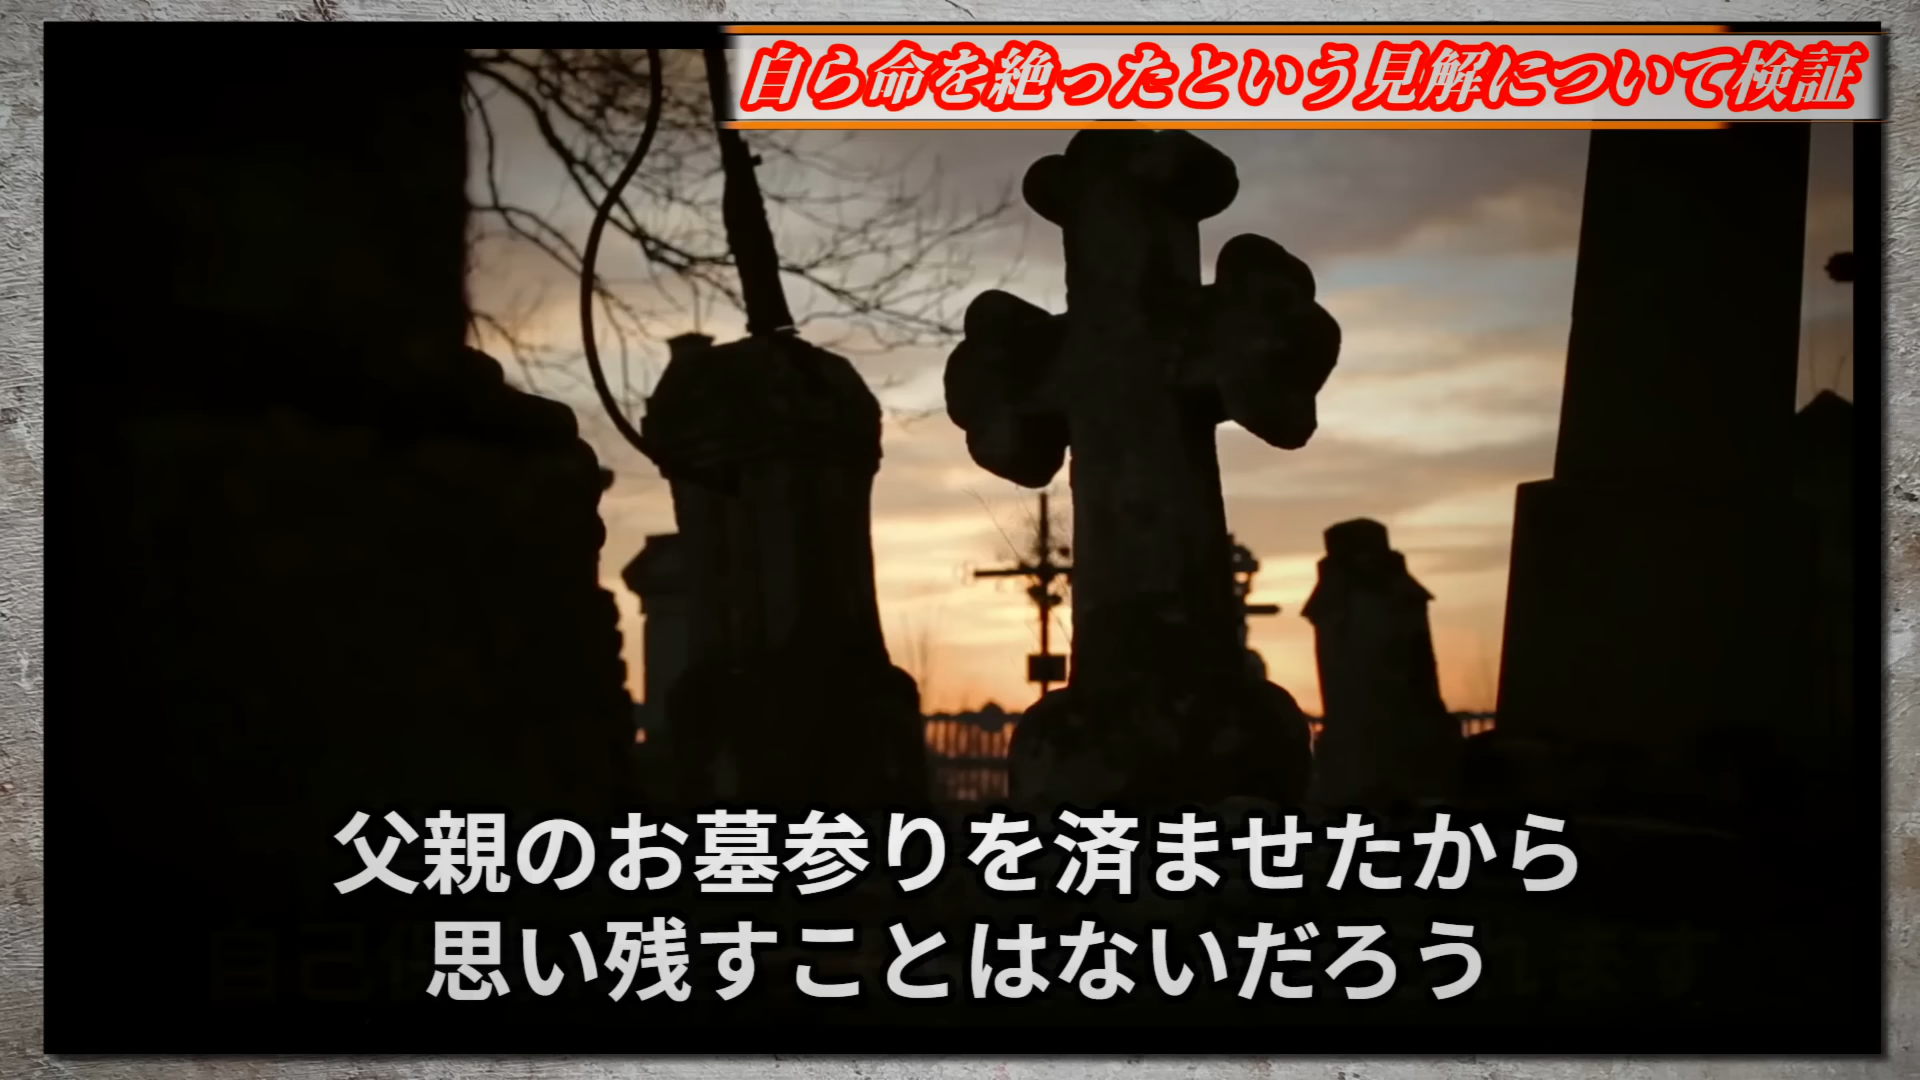 自ら命を絶ったという見解について検証
父親のお墓参りを済ませたから
思い残すことはないだろう